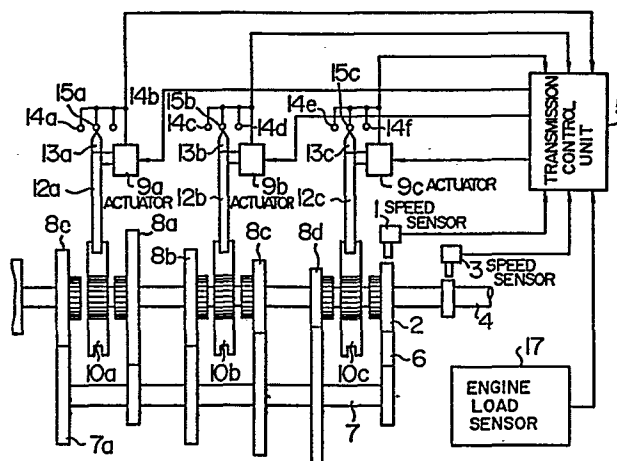 15a 14b 15b 15c
14a 14c 14d 14e 14f
13a 13b 13c
12a 9a 12b 9b 12c 9c ACTUATOR
ACTUATOR ACTUATOR
TRANSMISSION
CONTROL
UNIT
8c 8a 8b 8c 8d
1 SPEED
SENSOR
3 SPEED
SENSOR
4
2
6
10a 10b 10c
7
7a
17
ENGINE
LOAD
SENSOR